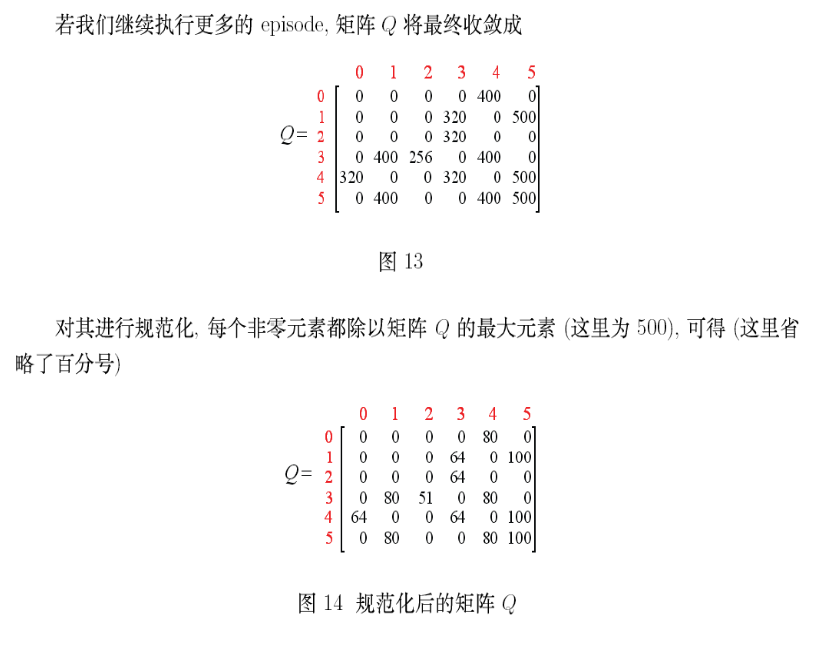 若我们继续执行更多的 episode, 矩阵 Q 将最终收敛成
0 1 2 3 4 5
0 0 0 0 0 400 0
1 0 0 0 320 0 500
Q= 2 0 0 0 320 0 0
3 0 400 256 0 400 0
4 320 0 0 320 0 500
5 0 400 0 0 400 500
图 13
对其进行规范化, 每个非零元素都除以矩阵 Q 的最大元素 (这里为 500), 可得 (这里省
略了百分号)
0 1 2 3 4 5
0 0 0 0 0 80 0
1 0 0 0 64 0 100
Q= 2 0 0 0 64 0 0
3 0 80 51 0 80 0
4 64 0 0 64 0 100
5 0 80 0 0 80 100
图 14 规范化后的矩阵 Q